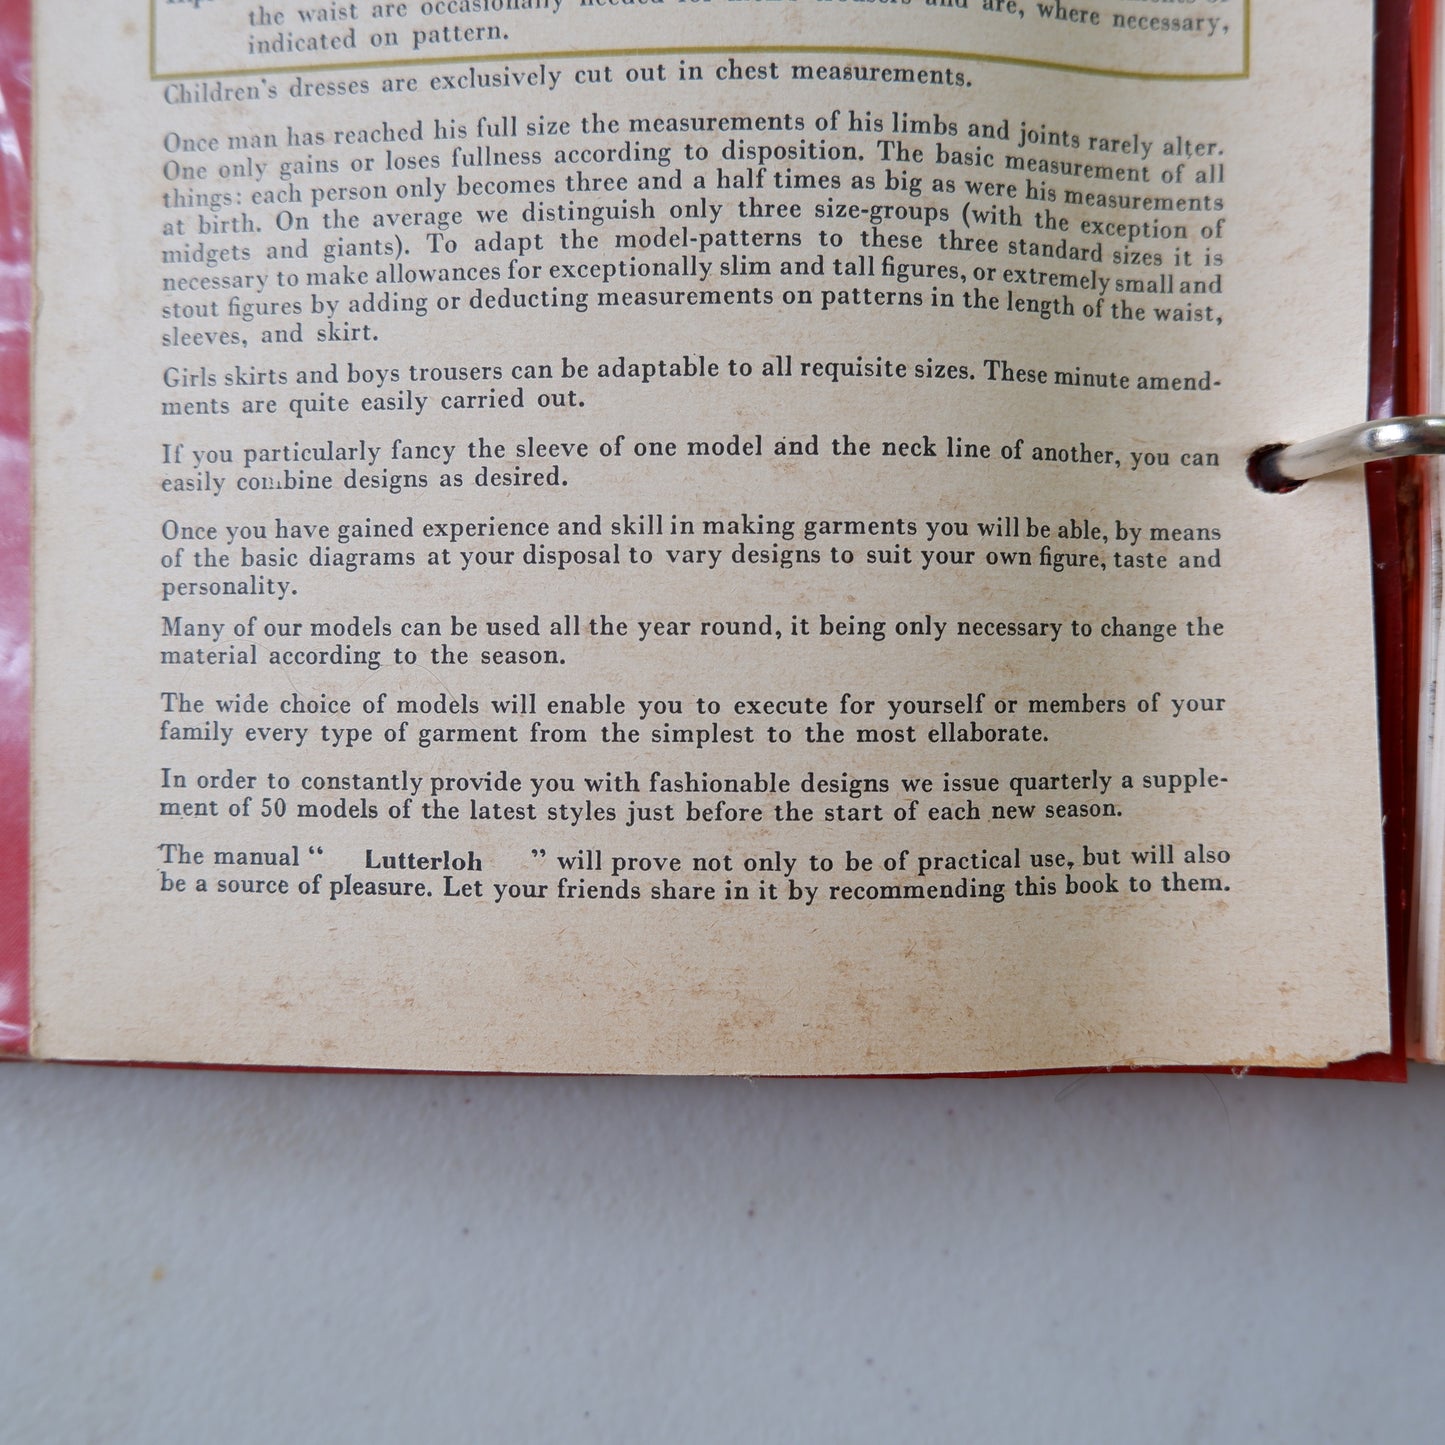 the waist are occasionally needed for men's trousers and are, where necessary,
indicated on pattern.
Children's dresses are exclusively cut out in chest measurements.
Once man has reached his full size the measurements of his limbs and joints rarely alter.
One only gains or loses fullness according to disposition. The basic measurement of all
things: each person only becomes three and a half times as big as were his measurements
at birth. On the average we distinguish only three size-groups (with the exception of
midgets and giants). To adapt the model-patterns to these three standard sizes it is
necessary to make allowances for exceptionally slim and tall figures, or extremely small and
stout figures by adding or deducting measurements on patterns in the length of the waist,
sleeves, and skirt.
Girls skirts and boys trousers can be adaptable to all requisite sizes. These minute amend-
ments are quite easily carried out.
If you particularly fancy the sleeve of one model and the neck line of another, you can
easily combine designs as desired.
Once you have gained experience and skill in making garments you will be able, by means
of the basic diagrams at your disposal to vary designs to suit your own figure, taste and
personality.
Many of our models can be used all the year round, it being only necessary to change the
material according to the season.
The wide choice of models will enable you to execute for yourself or members of your
family every type of garment from the simplest to the most ellaborate.
In order to constantly provide you with fashionable designs we issue quarterly a supple-
ment of 50 models of the latest styles just before the start of each new season.
The manual “ Lutterloh ” will prove not only to be of practical use, but will also
be a source of pleasure. Let your friends share in it by recommending this book to them.